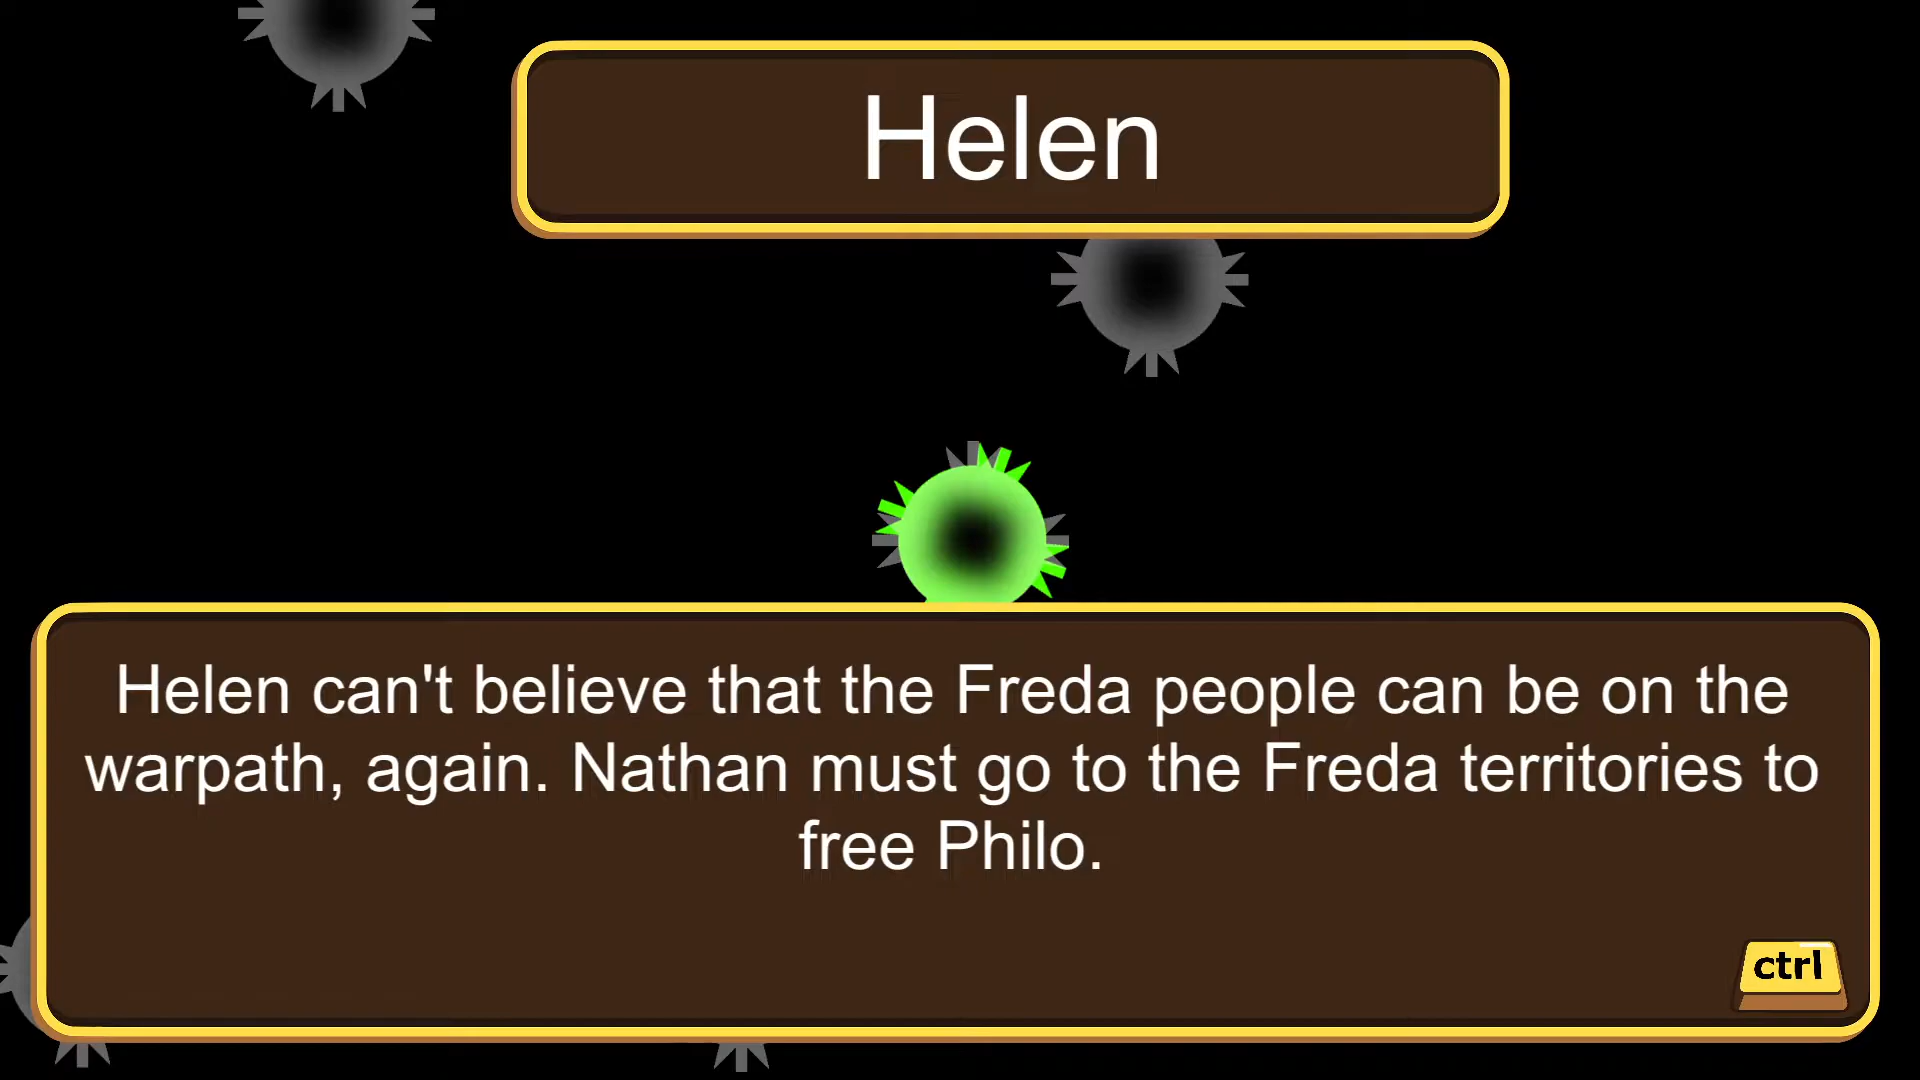 Helen
Helen can't believe that the Freda people can be on the
warpath, again. Nathan must go to the Freda territories to
free Philo.
ctrl